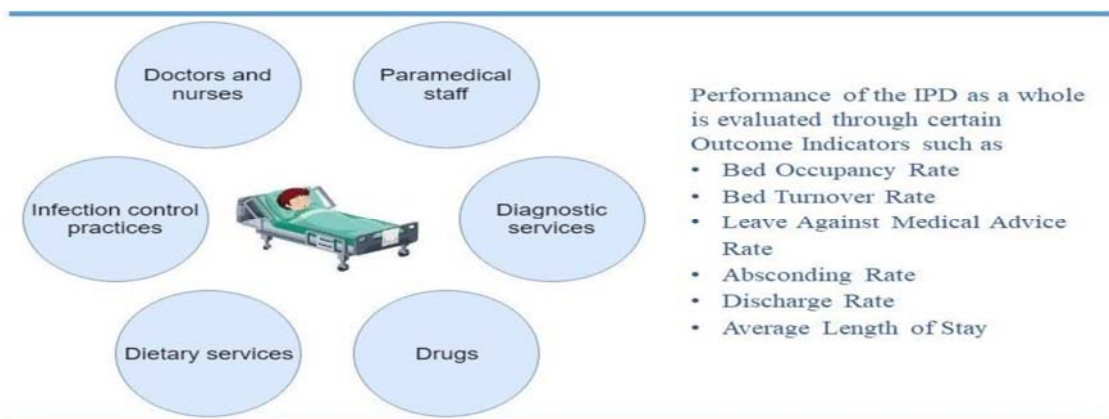 Doctors and
nurses
Paramedical
staff
Infection control
practices
Diagnostic
services
Dietary services
Drugs
Performance of the IPD as a whole
is evaluated through certain
Outcome Indicators such as
• Bed Occupancy Rate
• Bed Turnover Rate
• Leave Against Medical Advice
Rate
• Absconding Rate
• Discharge Rate
• Average Length of Stay